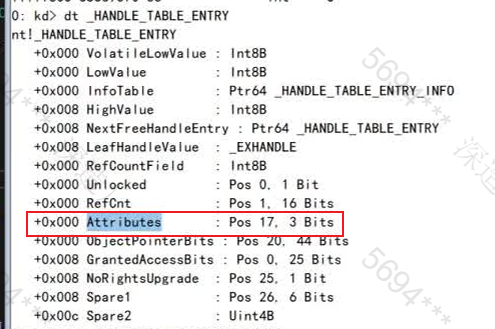 0: kd> dt _HANDLE_TABLE_ENTRY
nt!_HANDLE_TABLE_ENTRY
+0x000 VolatileLowValue : Int8B
+0x000 LowValue : Int8B
+0x000 InfoTable : Ptr64 _HANDLE_TABLE_ENTRY_INFO
+0x008 HighValue : Int8B
+0x008 NextFreeHandleEntry : Ptr64 _HANDLE_TABLE_ENTRY
+0x008 LeafHandleValue : _EXHANDLE
+0x000 RefCountField : Int8B
+0x000 Unlocked : Pos 0, 1 Bit
+0x000 RefCnt : Pos 1, 16 Bits
+0x000 Attributes : Pos 17, 3 Bits
+0x000 ObjectPointerBits : Pos 20, 44 Bits
+0x008 GrantedAccessBits : Pos 0, 25 Bits
+0x008 NoRightsUpgrade : Pos 25, 1 Bit
+0x008 Spare1 : Pos 26, 6 Bits
+0x00c Spare2 : Uint4B
5694***
5694***